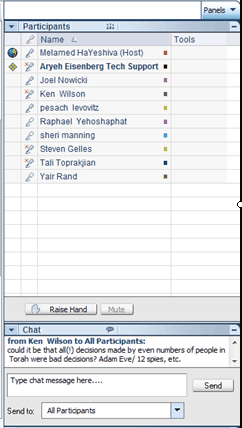 Panels
Participants
Name Tools
Melamed HaYeshiva (Host)
Aryeh Eisenberg Tech Support
Joel Nowicki
Ken Wilson
pesach levovitz
Raphael Yehoshaphat
sheri manning
Steven Gelles
Tali Toprakjian
Yair Rand
Raise Hand Mute
Chat
from Ken Wilson to All Participants:
could it be that all(!) decisions made by even numbers of people in
Torah were bad decisions? Adam Eve/ 12 spies, etc.
Type chat message here.... Send
Send to: All Participants